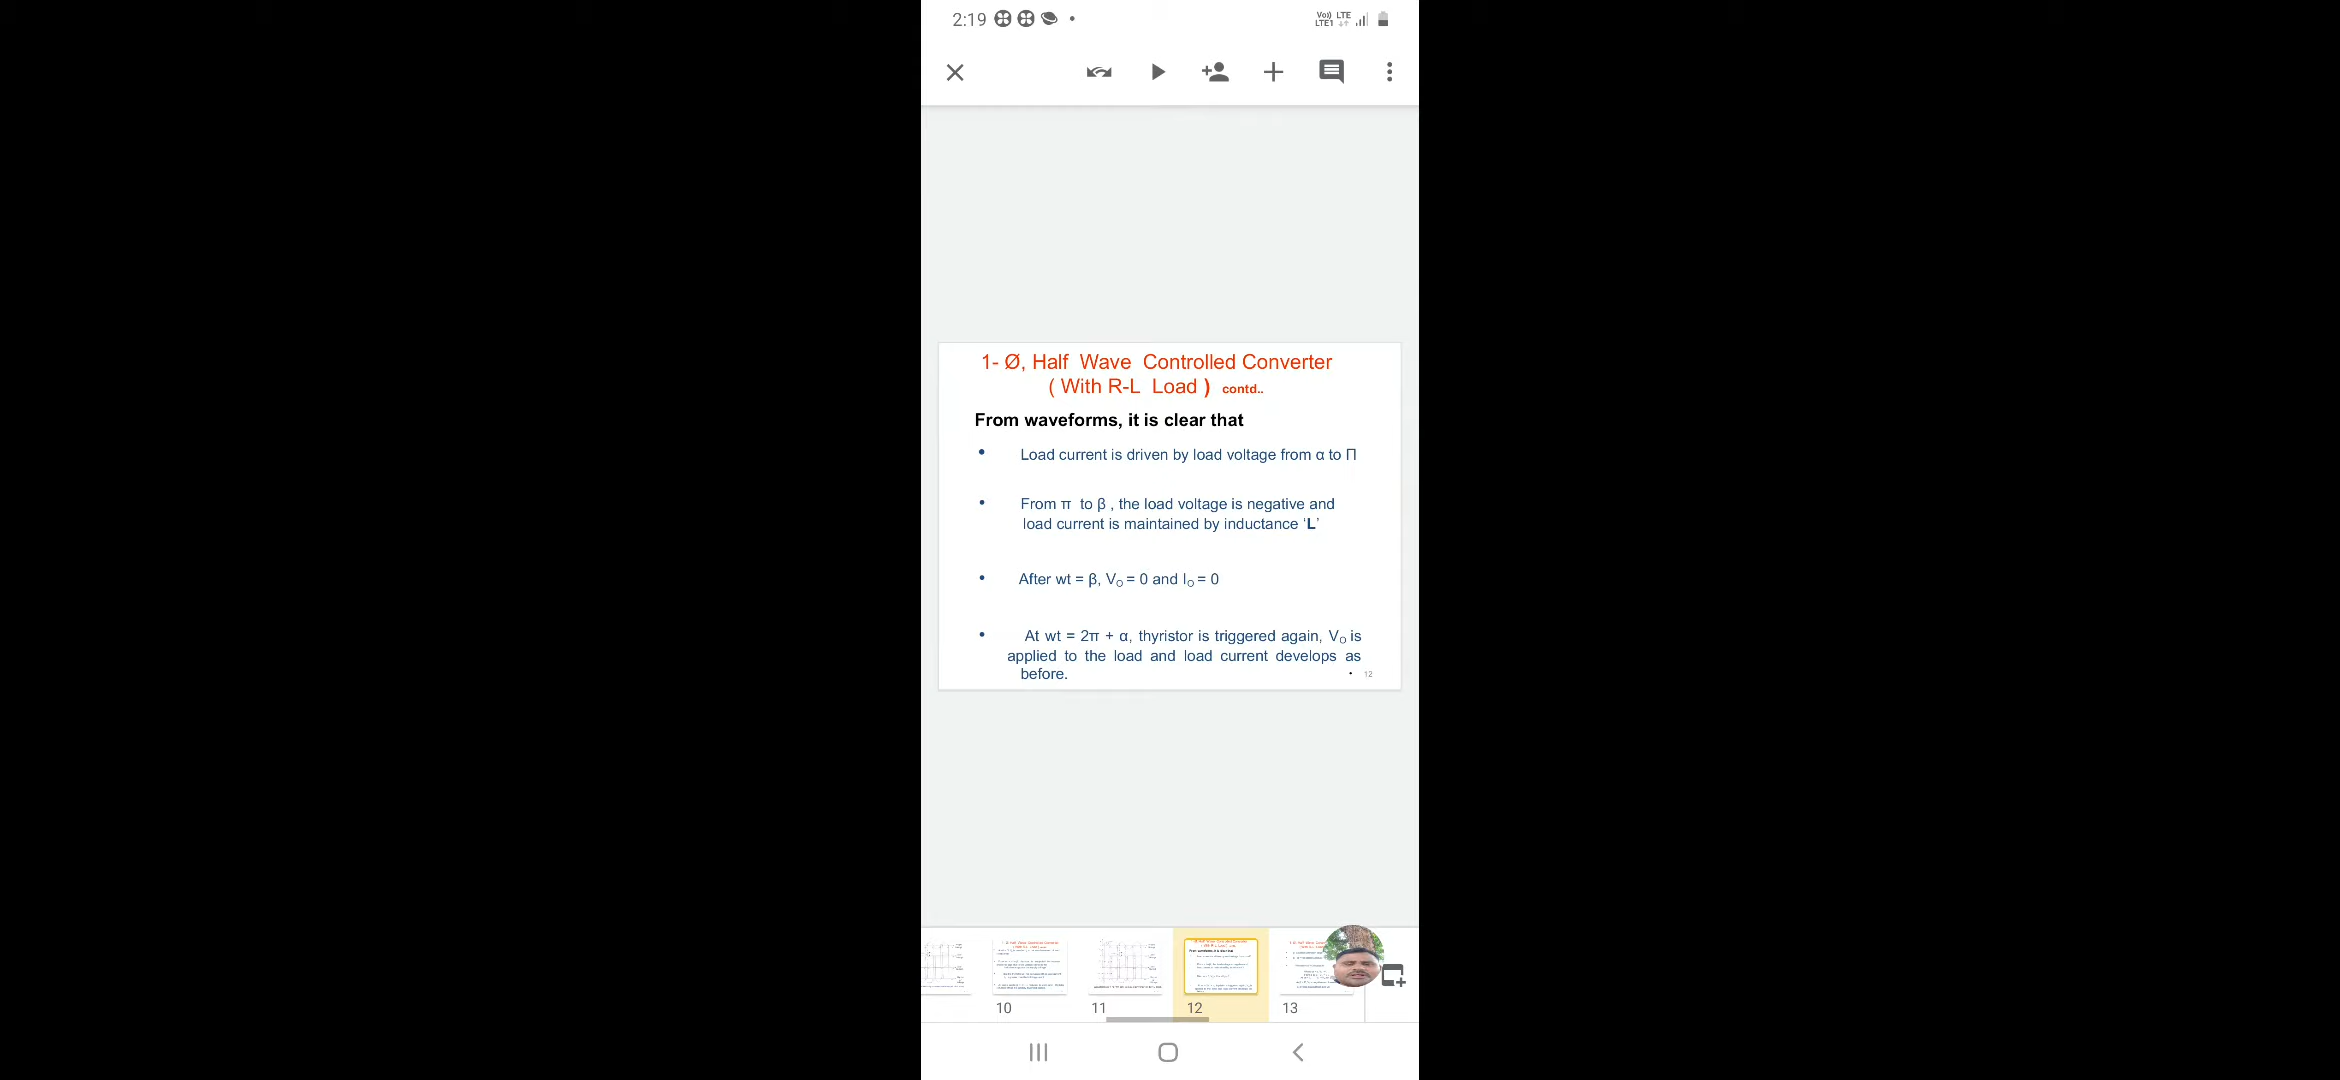 2:19
Vo)) LTE
LTE1
1- Ø, Half Wave Controlled Converter
( With R-L Load ) contd..
From waveforms, it is clear that
• Load current is driven by load voltage from α to Π
• From π to β , the load voltage is negative and
load current is maintained by inductance ‘L’
• After wt = β, VO = 0 and IO = 0
• At wt = 2π + α, thyristor is triggered again, VO is
applied to the load and load current develops as
before.
• 12
10
11
12
13